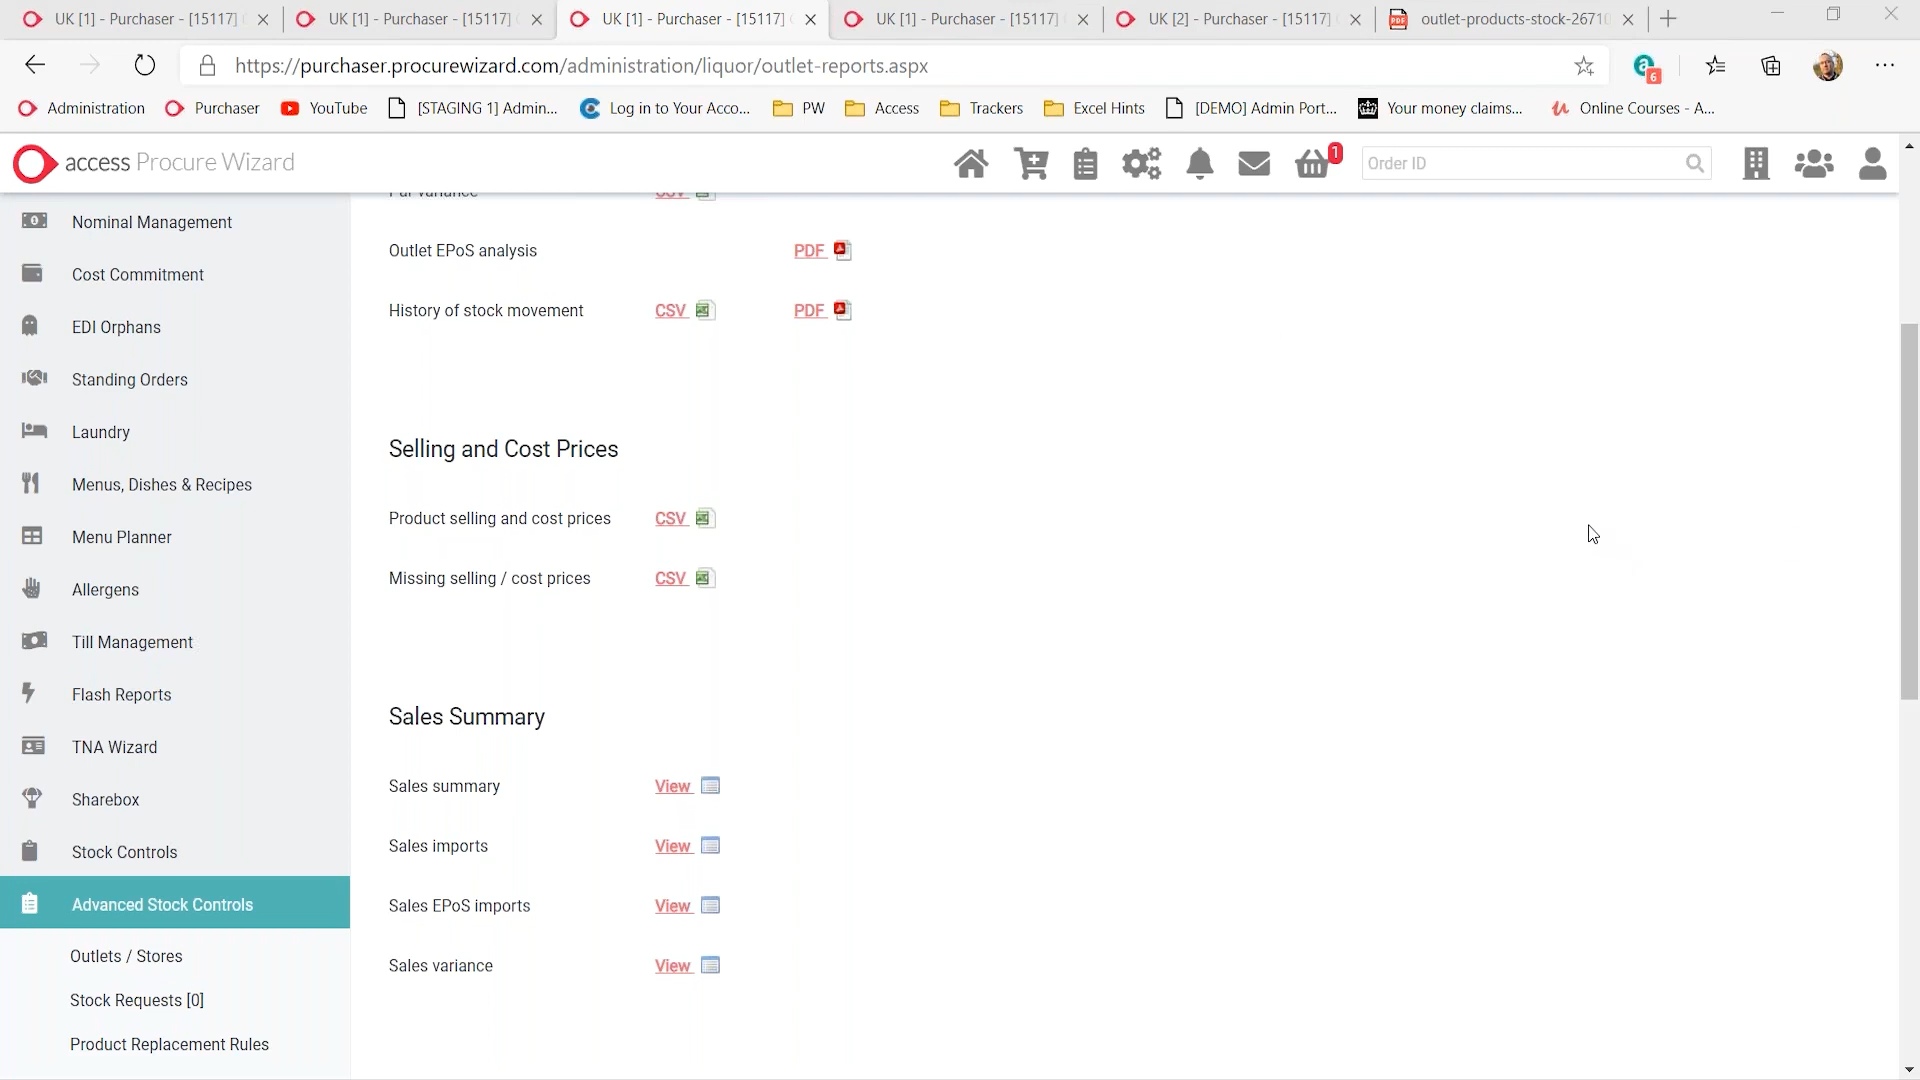 UK [1] - Purchaser - [15117]
UK [1] - Purchaser - [15117]
UK [1] - Purchaser - [15117]
UK [1] - Purchaser - [15117]
UK [2] - Purchaser - [15117]
outlet-products-stock-26710
https://purchaser.procurewizard.com/administration/liquor/outlet-reports.aspx
6
Administration
Purchaser
YouTube
[STAGING 1] Admin...
Log in to Your Acco...
PW
Access
Trackers
Excel Hints
[DEMO] Admin Port...
Your money claims...
Online Courses - A...
access Procure Wizard
1
Order ID
Nominal Management
Cost Commitment
EDI Orphans
Standing Orders
Laundry
Menus, Dishes & Recipes
Menu Planner
Allergens
Till Management
Flash Reports
TNA Wizard
Sharebox
Stock Controls
Advanced Stock Controls
Outlets / Stores
Stock Requests [0]
Product Replacement Rules
Outlet EPoS analysis PDF
History of stock movement CSV PDF
Selling and Cost Prices
Product selling and cost prices CSV
Missing selling / cost prices CSV
Sales Summary
Sales summary View
Sales imports View
Sales EPoS imports View
Sales variance View